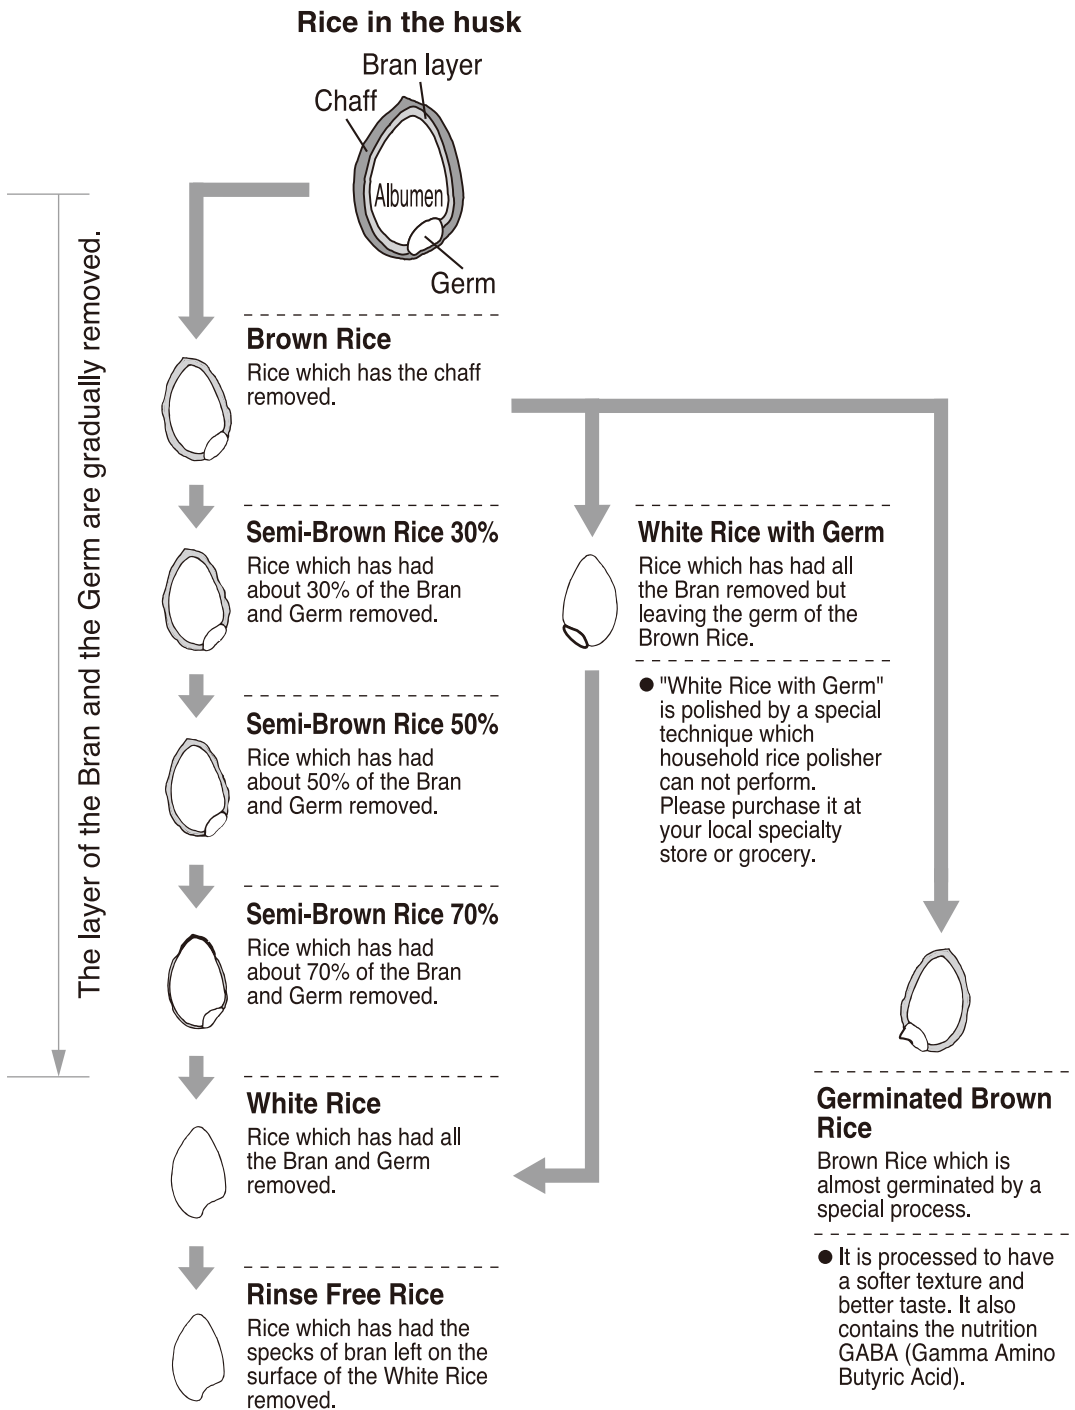 Rice in the husk
Bran layer
Chaff
Albumen
Germ
The layer of the Bran and the Germ are gradually removed.
Brown Rice
Rice which has the chaff
removed.
Semi-Brown Rice 30%
Rice which has had
about 30% of the Bran
and Germ removed.
Semi-Brown Rice 50%
Rice which has had
about 50% of the Bran
and Germ removed.
Semi-Brown Rice 70%
Rice which has had
about 70% of the Bran
and Germ removed.
White Rice
Rice which has had all
the Bran and Germ
removed.
Rinse Free Rice
Rice which has had the
specks of bran left on the
surface of the White Rice
removed.
White Rice with Germ
Rice which has had all
the Bran removed but
leaving the germ of the
Brown Rice.
● "White Rice with Germ"
is polished by a special
technique which
household rice polisher
can not perform.
Please purchase it at
your local specialty
store or grocery.
Germinated Brown
Rice
Brown Rice which is
almost germinated by a
special process.
● It is processed to have
a softer texture and
better taste. It also
contains the nutrition
GABA (Gamma Amino
Butyric Acid).